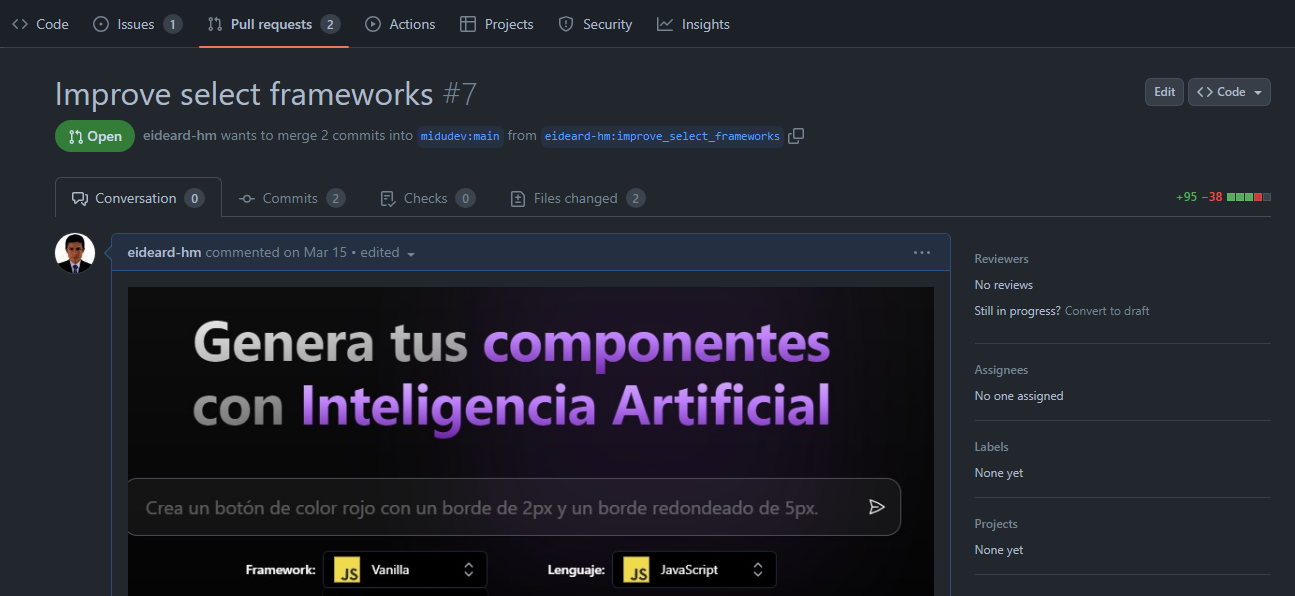 Code Issues 1 Pull requests 2 Actions Projects Security Insights
Improve select frameworks #7
Edit Code
Open eideard-hm wants to merge 2 commits into midudev:main from eideard-hm:improve_select_frameworks
Conversation 0 Commits 2 Checks 0 Files changed 2 +95 −38
eideard-hm commented on Mar 15 • edited
Genera tus componentes
con Inteligencia Artificial
Crea un botón de color rojo con un borde de 2px y un borde redondeado de 5px.
Framework: JS Vanilla Lenguaje: JS JavaScript
Reviewers
No reviews
Still in progress? Convert to draft
Assignees
No one assigned
Labels
None yet
Projects
None yet